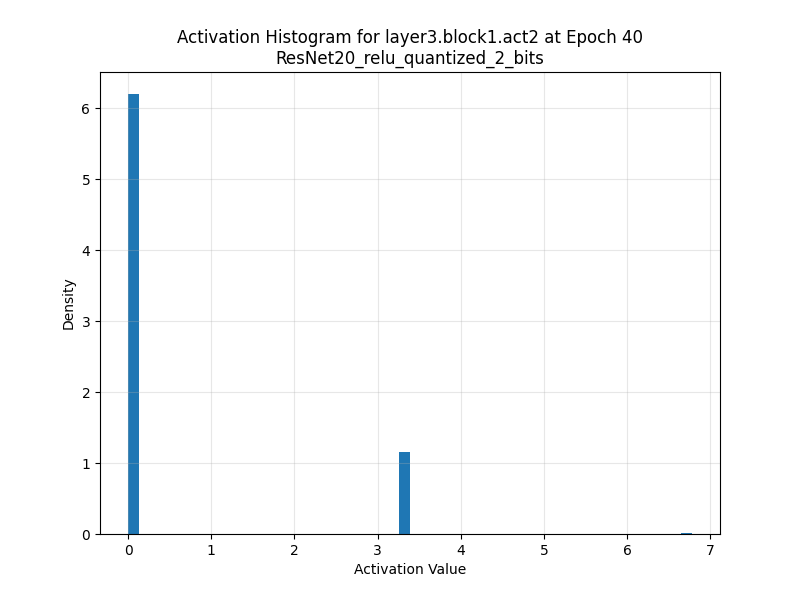 Activation Histogram for layer3.block1.act2 at Epoch 40
ResNet20_relu_quantized_2_bits
Density
6
5
4
3
2
1
0
0 1 2 3 4 5 6 7
Activation Value